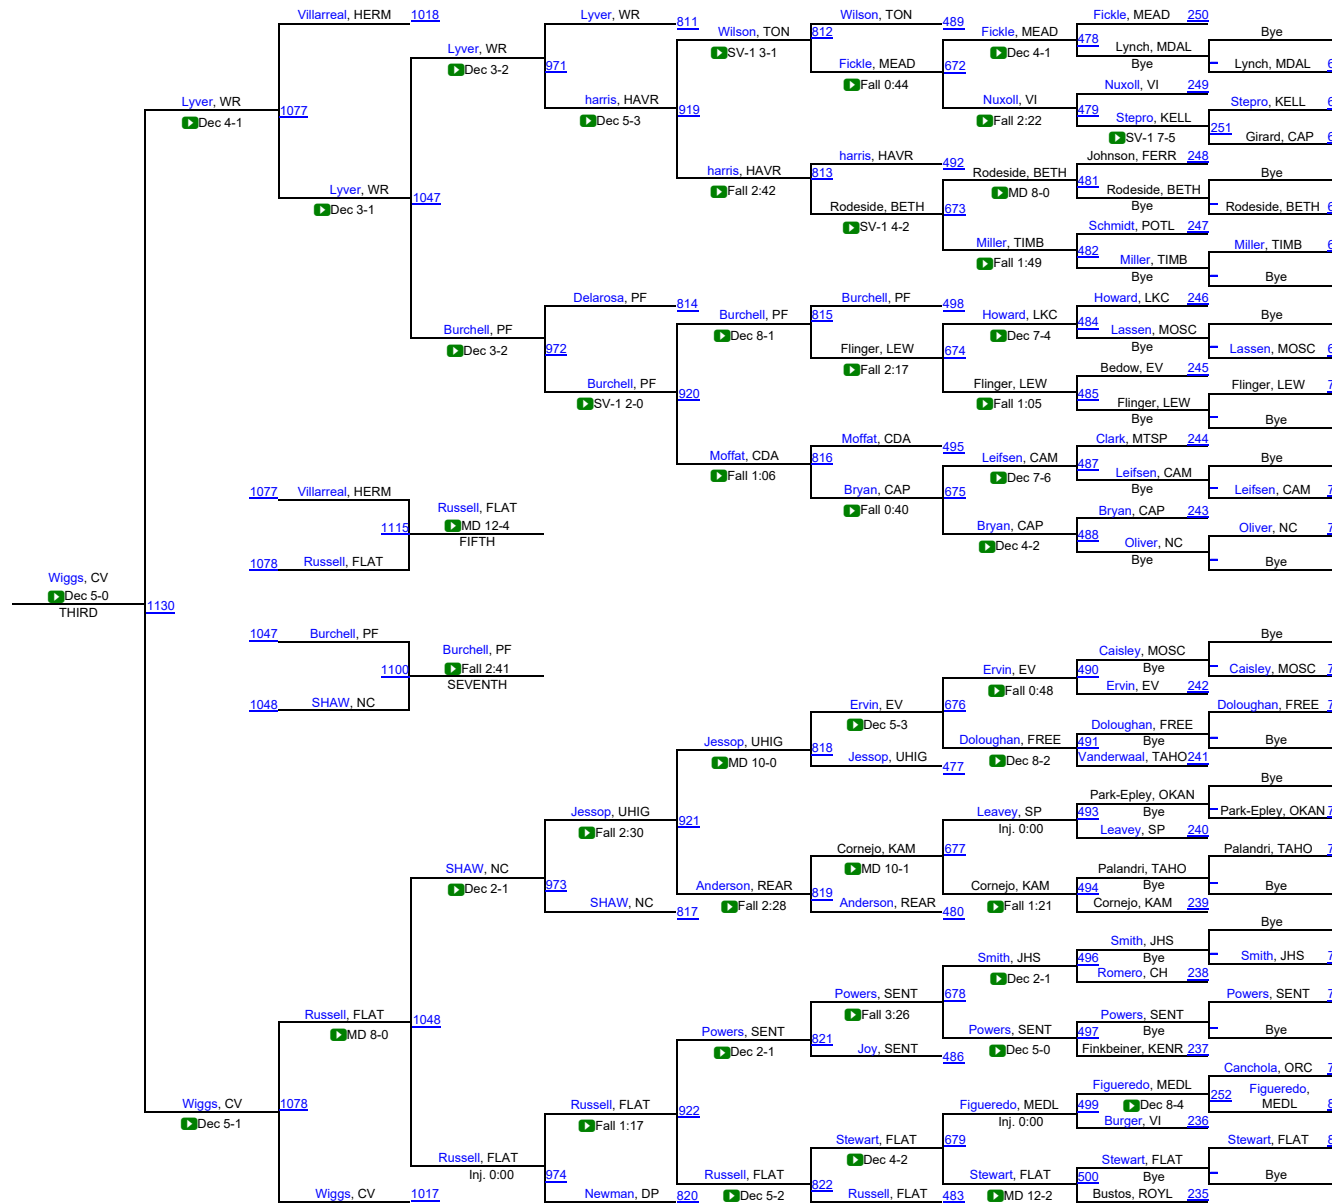 Villarreal, HERM 1018
Lyver, WR 811
Wilson, TON 489
Fickle, MEAD 250
Bye
Lyver, WR
Dec 3-2
971
Wilson, TON
SV-1 3-1
812
Fickle, MEAD
Dec 4-1
478
Lynch, MDAL
Bye
Lynch, MDAL
Fickle, MEAD
Fall 0:44
672
Nuxoll, VI 249
Lyver, WR
Dec 4-1
1077
harris, HAVR
Dec 5-3
919
Nuxoll, VI
Fall 2:22
479
Stepro, KELL
SV-1 7-5
251
Stepro, KELL
Girard, CAP
harris, HAVR
Fall 2:42
813
harris, HAVR 492
Johnson, FERR 248
Bye
Rodeside, BETH
MD 8-0
481
Rodeside, BETH
Bye
Rodeside, BETH
Lyver, WR
Dec 3-1
1047
Rodeside, BETH
SV-1 4-2
673
Schmidt, POTL 247
Miller, TIMB
Miller, TIMB
Fall 1:49
482
Miller, TIMB
Bye
Bye
Delarosa, PF 814
Burchell, PF 498
Howard, LKC 246
Bye
Burchell, PF
Dec 3-2
972
Burchell, PF
Dec 8-1
815
Howard, LKC
Dec 7-4
484
Lassen, MOSC
Bye
Lassen, MOSC
Flinger, LEW
Fall 2:17
674
Bedow, EV 245
Burchell, PF
SV-1 2-0
920
Flinger, LEW
Fall 1:05
485
Flinger, LEW
Bye
Flinger, LEW
Bye
Moffat, CDA
Fall 1:06
816
Moffat, CDA 495
Clark, MTSP 244
Bye
Leifsen, CAM
Dec 7-6
487
Leifsen, CAM
Bye
Leifsen, CAM
1077 Villarreal, HERM
Bryan, CAP
Fall 0:40
675
Russell, FLAT
MD 12-4
FIFTH
1115
Bryan, CAP 243
Bryan, CAP
Dec 4-2
488
Oliver, NC
Bye
Oliver, NC
Bye
1078 Russell, FLAT
Wiggs, CV
Dec 5-0
THIRD
1130
1047 Burchell, PF
Bye
Burchell, PF
Fall 2:41
SEVENTH
1100
Caisley, MOSC
Bye
490
Caisley, MOSC
Ervin, EV
Fall 0:48
Ervin, EV 242
1048 SHAW, NC
Ervin, EV
Dec 5-3
676
Doloughan, FREE
Doloughan, FREE
Dec 8-2
491
Doloughan, FREE
Bye
Bye
Jessop, UHIG
MD 10-0
818
Jessop, UHIG 477
Vanderwaal, TAHO 241
Bye
Jessop, UHIG
Fall 2:30
921
Leavey, SP
Inj. 0:00
493
Park-Epley, OKAN
Bye
Park-Epley, OKAN
Leavey, SP 240
SHAW, NC
Dec 2-1
973
Cornejo, KAM
MD 10-1
677
Palandri, TAHO
Anderson, REAR
Fall 2:28
819
Cornejo, KAM
Fall 1:21
494
Palandri, TAHO
Bye
Bye
SHAW, NC 817
Anderson, REAR 480
Cornejo, KAM 239
Bye
Smith, JHS
Dec 2-1
496
Smith, JHS
Bye
Smith, JHS
Romero, CH 238
Russell, FLAT
MD 8-0
1048
Powers, SENT
Fall 3:26
678
Powers, SENT
Powers, SENT
Dec 2-1
821
Powers, SENT
Dec 5-0
497
Powers, SENT
Bye
Bye
Joy, SENT 486
Finkbeiner, KENR 237
Canchola, ORC
Wiggs, CV
Dec 5-1
1078
Russell, FLAT
Fall 1:17
922
Figueredo, MEDL
Inj. 0:00
499
Figueredo, MEDL
Dec 8-4
252
Figueredo, MEDL
Burger, VI 236
Stewart, FLAT
Dec 4-2
679
Stewart, FLAT
Russell, FLAT
Inj. 0:00
974
Russell, FLAT
Dec 5-2
822
Stewart, FLAT
MD 12-2
500
Stewart, FLAT
Bye
Bye
Wiggs, CV 1017
Newman, DP 820
Russell, FLAT 483
Bustos, ROYL 235